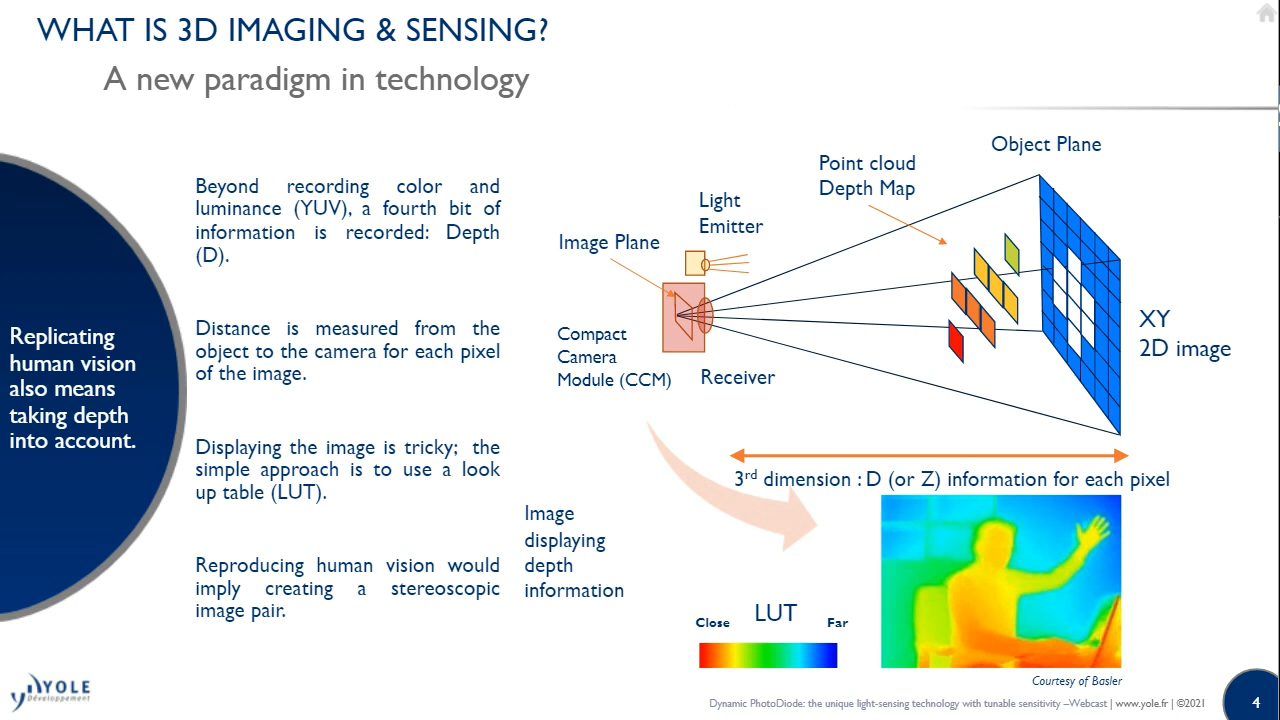 WHAT IS 3D IMAGING & SENSING?
A new paradigm in technology
Replicating
human vision
also means
taking depth
into account.
Beyond recording color and
luminance (YUV), a fourth bit of
information is recorded: Depth
(D).
Distance is measured from the
object to the camera for each pixel
of the image.
Displaying the image is tricky; the
simple approach is to use a look
up table (LUT).
Reproducing human vision would
imply creating a stereoscopic
image pair.
Object Plane
Point cloud
Depth Map
Light
Emitter
Image Plane
Compact
Camera
Module (CCM)
Receiver
XY
2D image
3rd dimension : D (or Z) information for each pixel
Image
displaying
depth
information
LUT
Close
Far
Courtesy of Basler
YOLE
Développement
Dynamic PhotoDiode: the unique light-sensing technology with tunable sensitivity –Webcast | www.yole.fr | ©2021
4